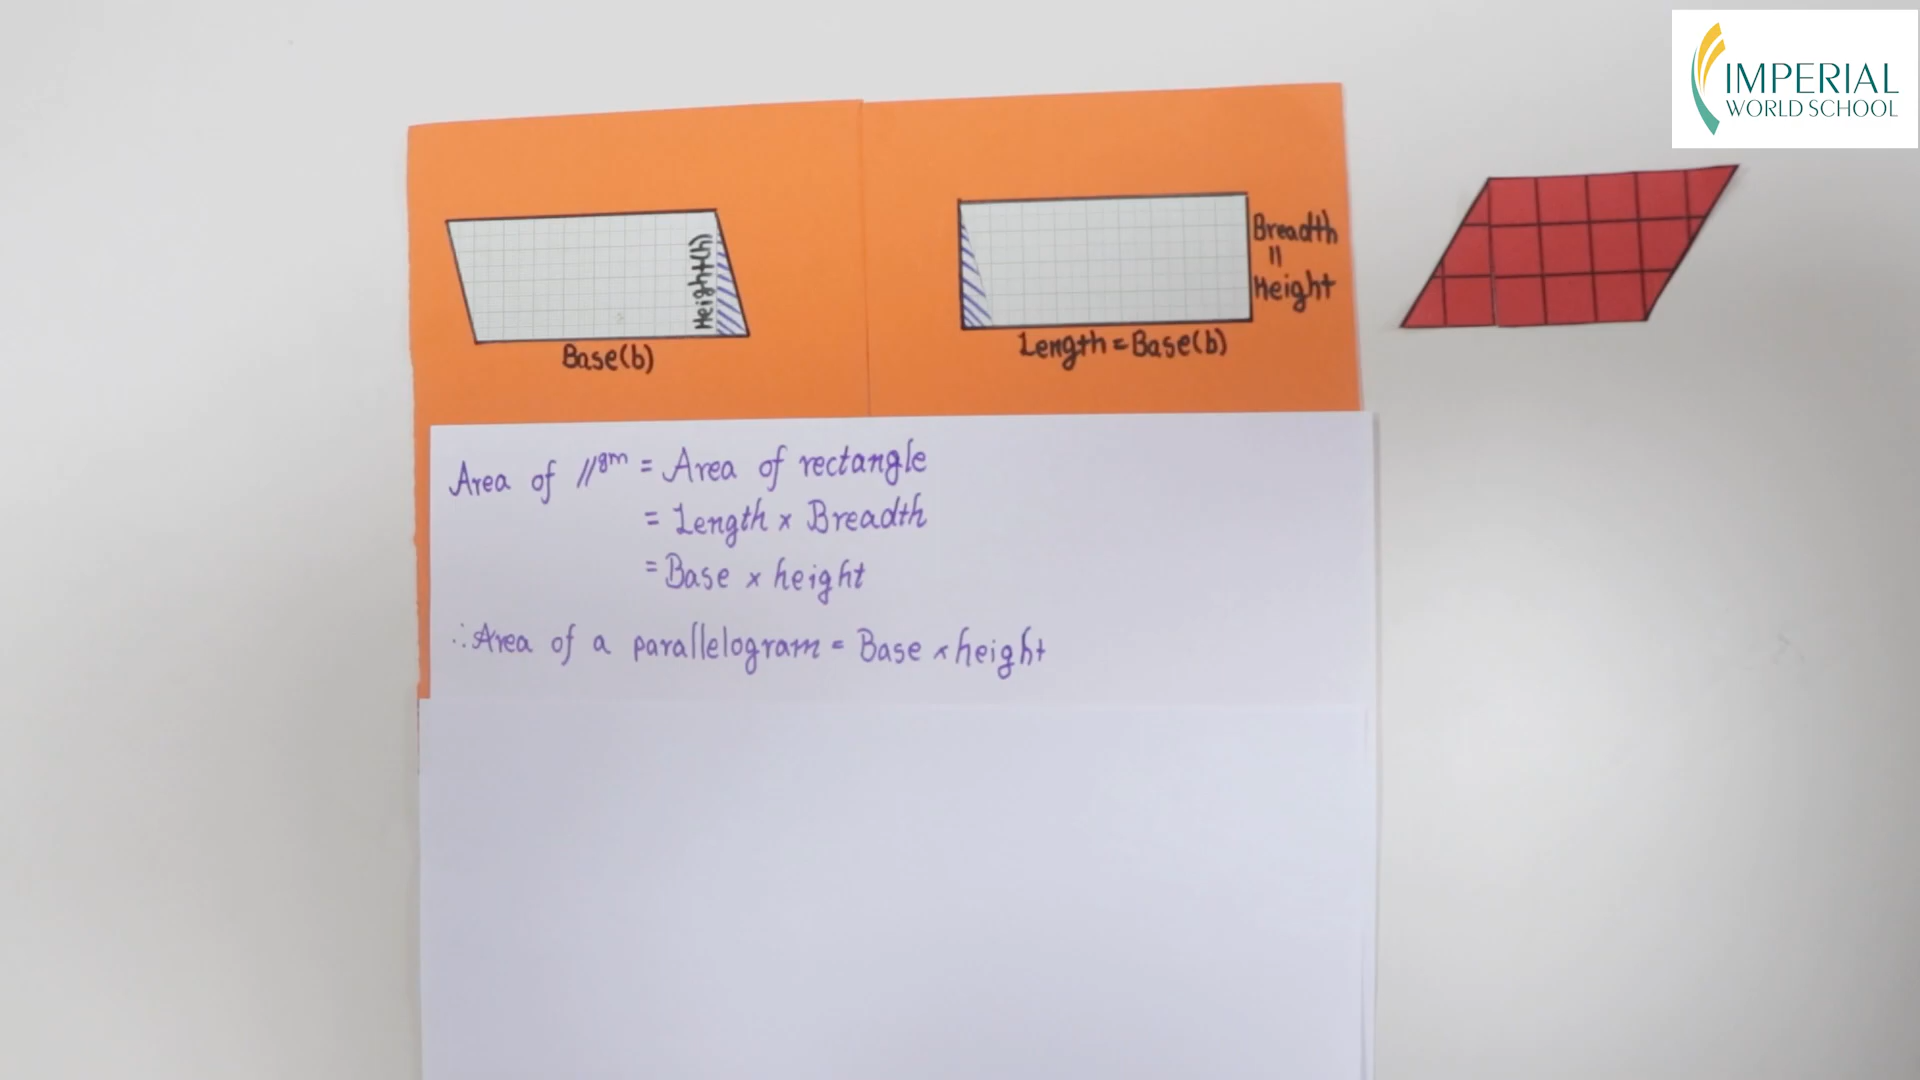 IMPERIAL
WORLD SCHOOL
Height(h)
Base(b)
Breadth
=
Height
Length = Base(b)
Area of //gm = Area of rectangle
= Length × Breadth
= Base × height
∴ Area of a parallelogram = Base × height